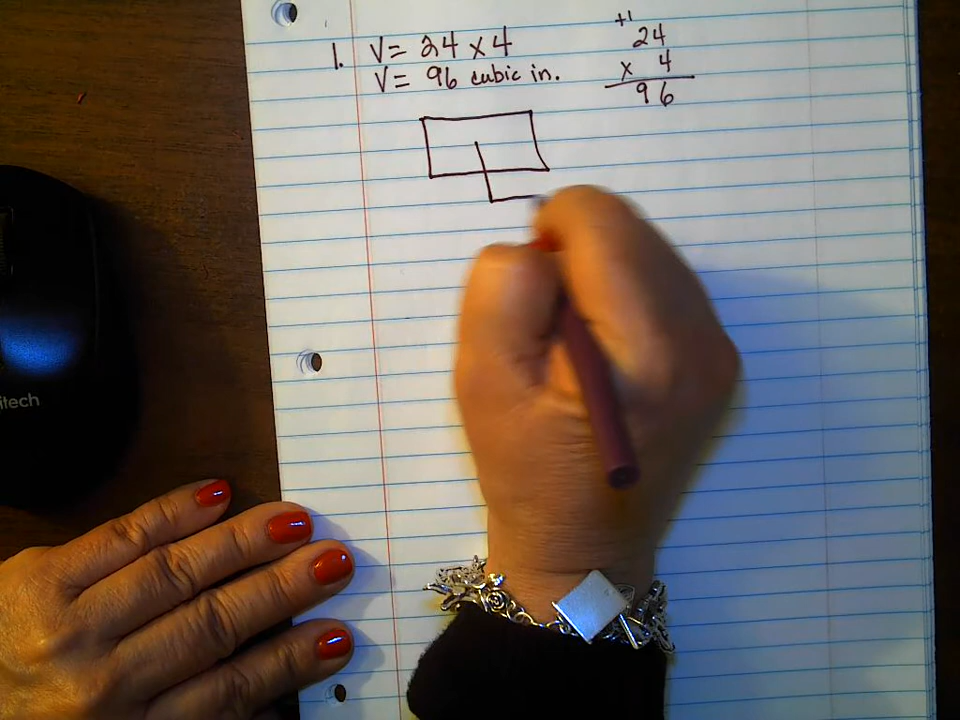 1. V = 24 x 4
V = 96 cubic in.
+1
24
x 4
96
itech